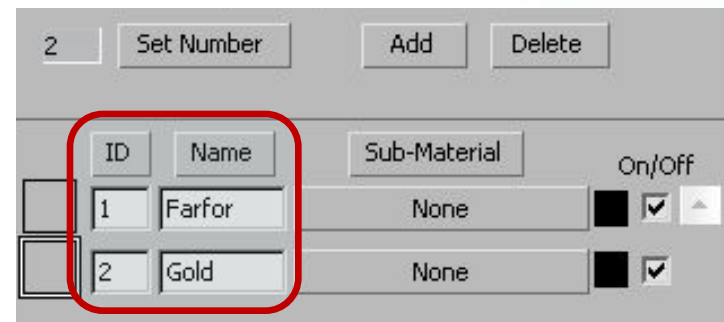 2 Set Number Add Delete
ID Name Sub-Material On/Off
1 Farfor None
2 Gold None